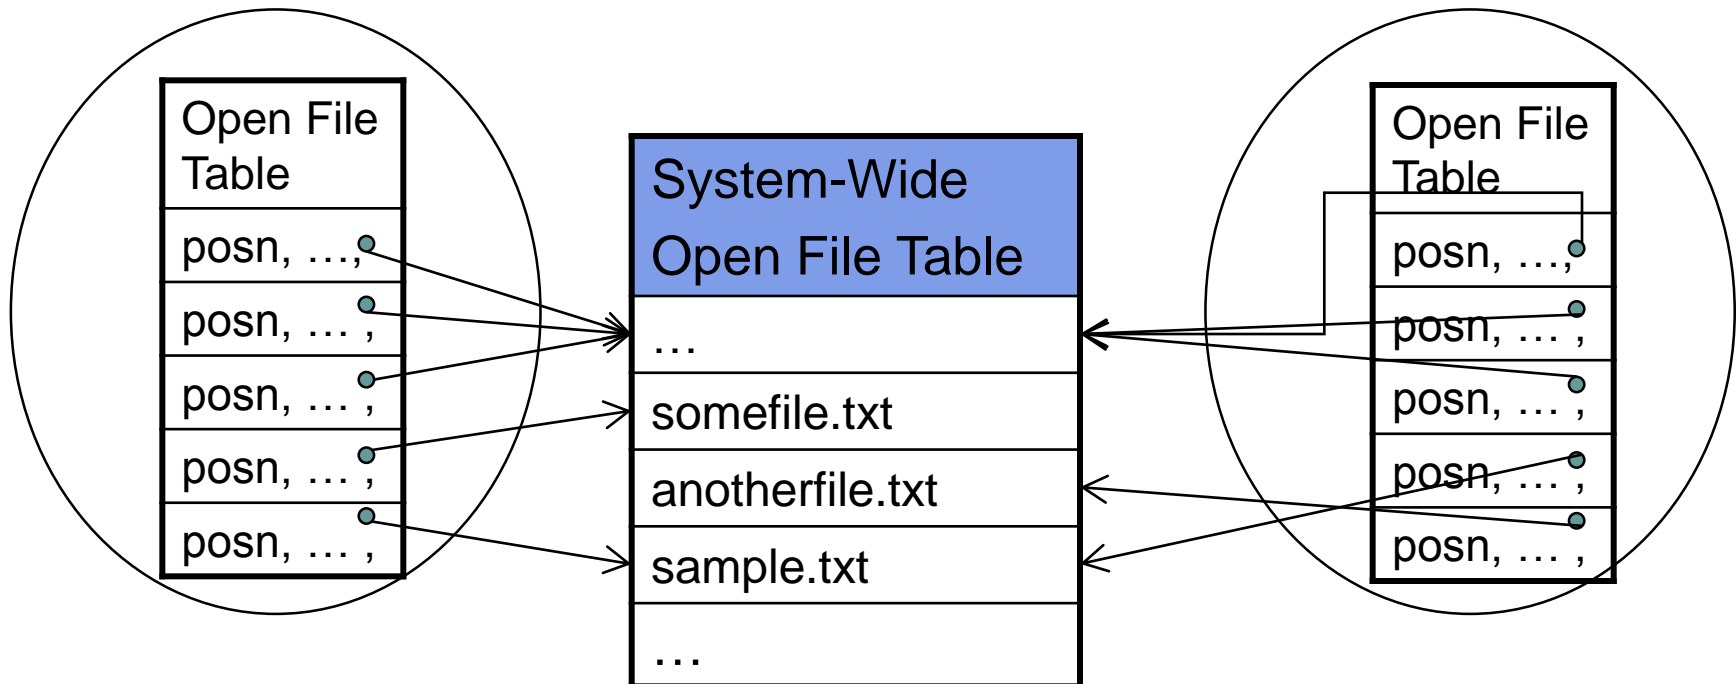 Open File
Table
posn, …,
posn, … ,
posn, … ,
posn, … ,
posn, … ,
System-Wide
Open File Table
…
somefile.txt
anotherfile.txt
sample.txt
…
Open File
Table
posn, …,
posn, … ,
posn, … ,
posn, … ,
posn, … ,